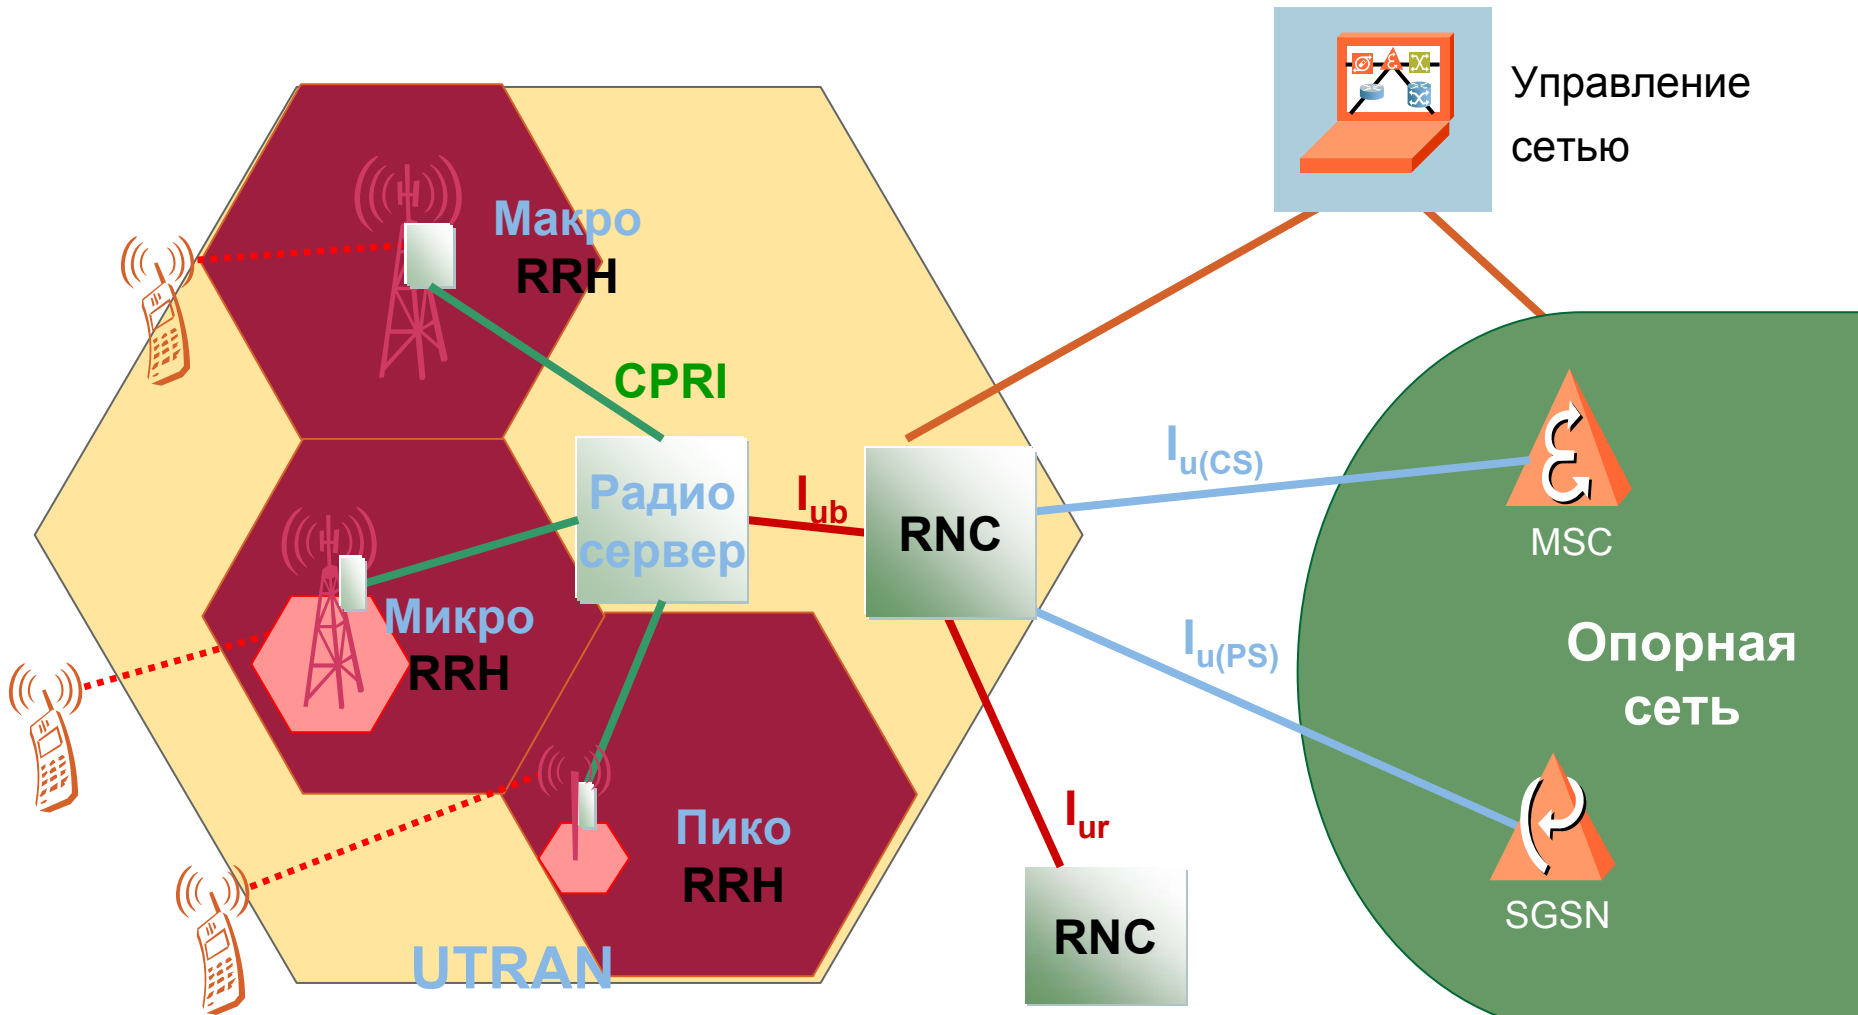 Управление
сетью
Макро
RRH
CPRI
Радио
сервер
Iub
RNC
Iu(CS)
MSC
Микро
RRH
Iu(PS)
Опорная
сеть
Пико
RRH
Iur
RNC
SGSN
UTRAN